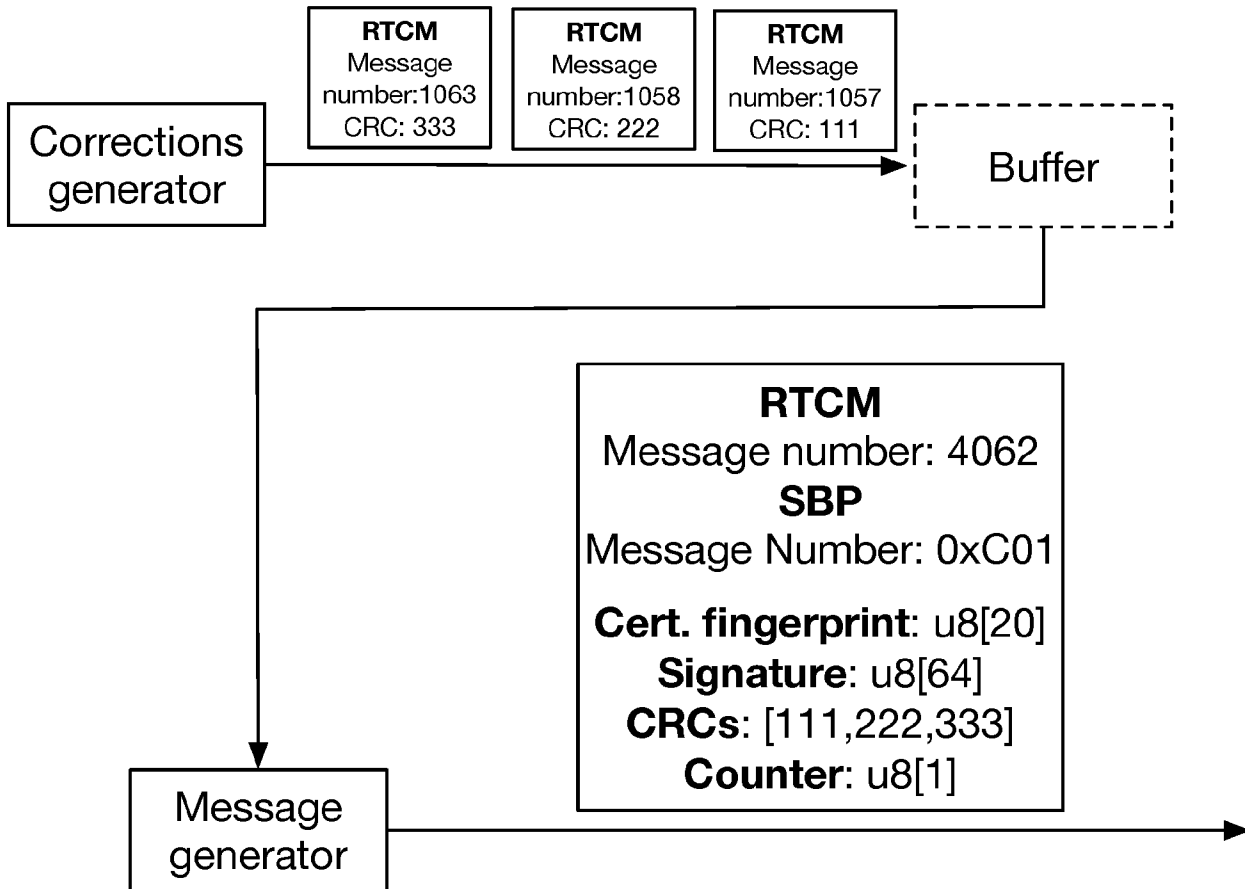 RTCM
Message
number:1063
CRC: 333
RTCM
Message
number:1058
CRC: 222
RTCM
Message
number:1057
CRC: 111
Corrections
generator
Buffer
RTCM
Message number: 4062
SBP
Message Number: 0xC01
Cert. fingerprint: u8[20]
Signature: u8[64]
CRCs: [111,222,333]
Counter: u8[1]
Message
generator